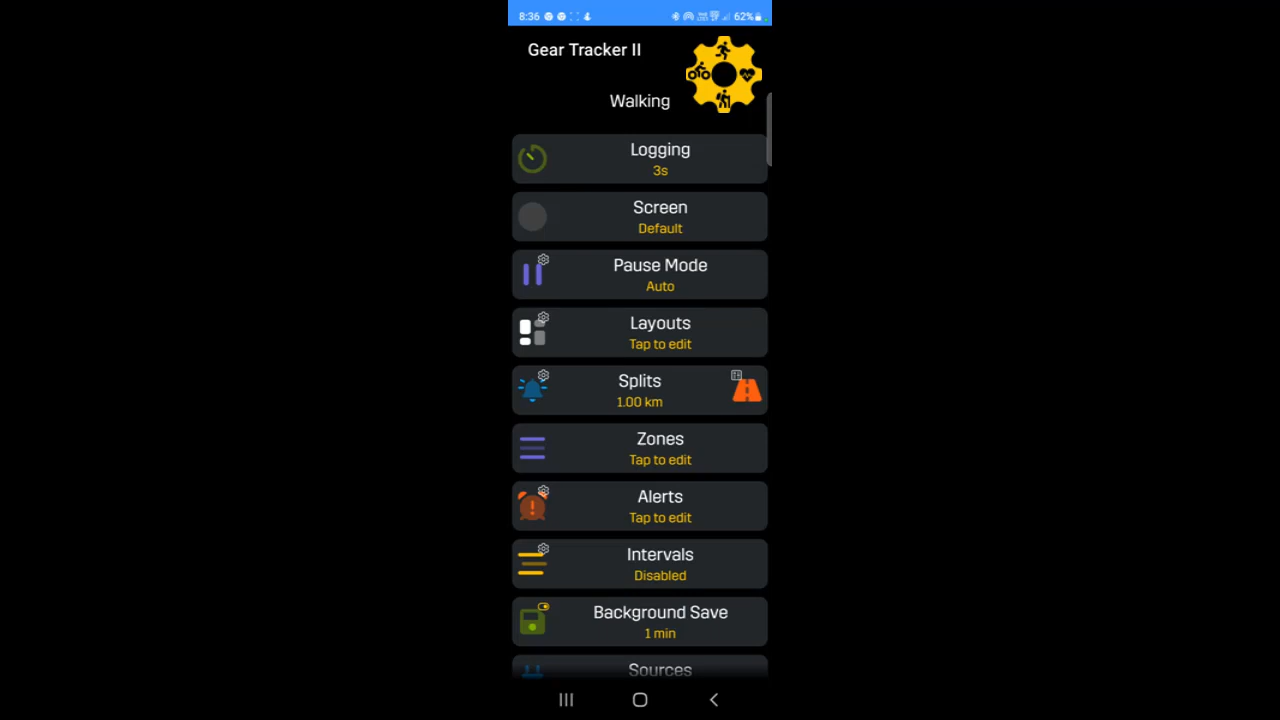 8:36
62%
Gear Tracker II
Walking
Logging
3s
Screen
Default
Pause Mode
Auto
Layouts
Tap to edit
Splits
1.00 km
Zones
Tap to edit
Alerts
Tap to edit
Intervals
Disabled
Background Save
1 min
Sources